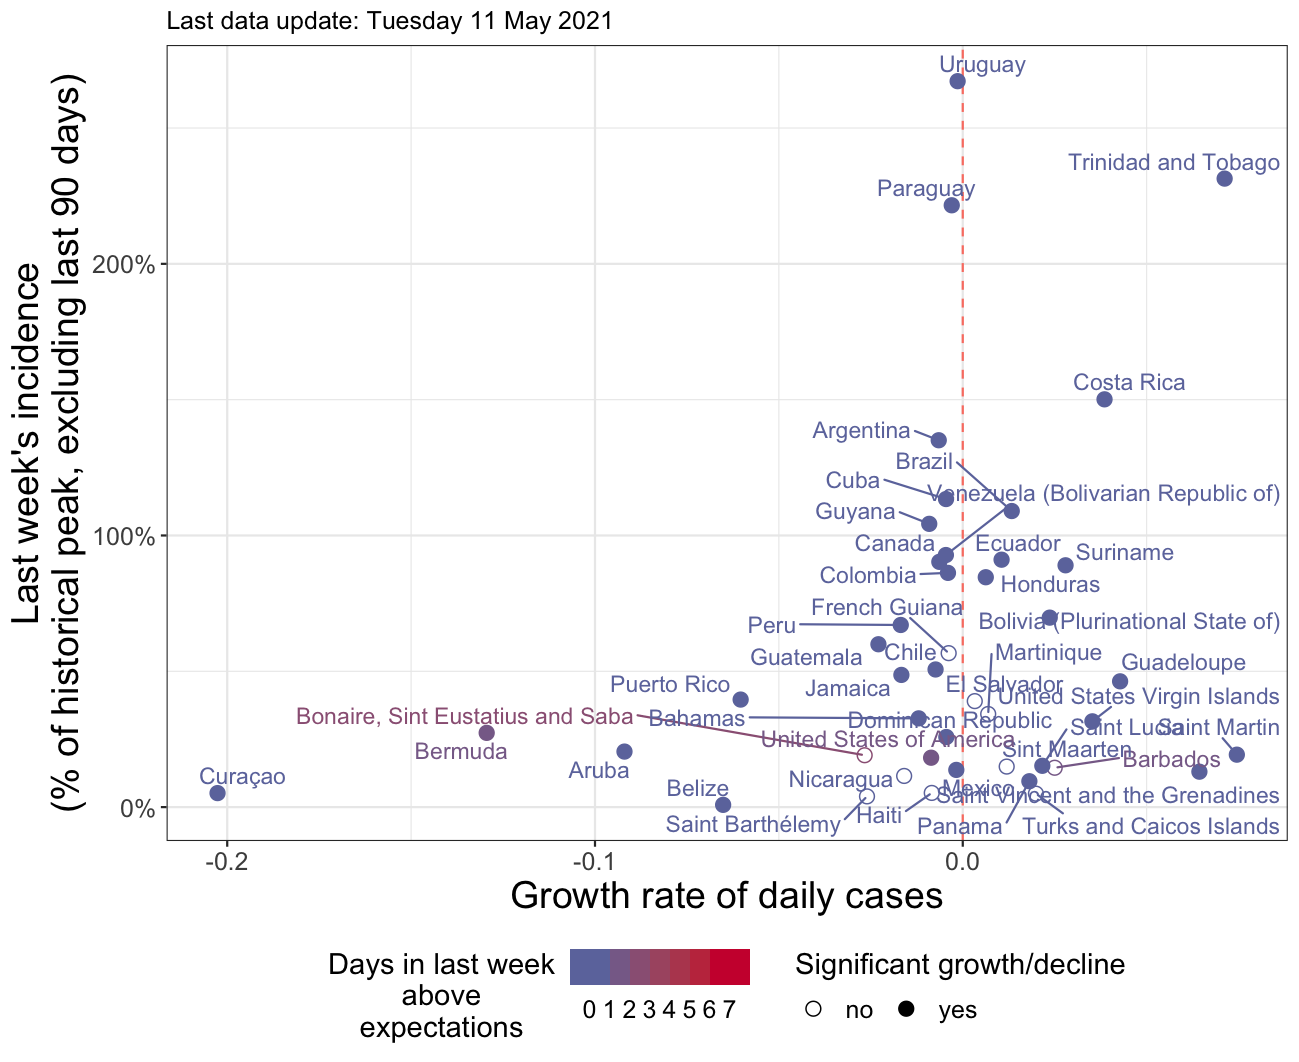 Last data update: Tuesday 11 May 2021
Last week's incidence
(% of historical peak, excluding last 90 days)
200%
100%
0%
Uruguay
Trinidad and Tobago
Paraguay
Costa Rica
Argentina
Brazil
Cuba
Venezuela (Bolivarian Republic of)
Guyana
Canada
Ecuador
Suriname
Colombia
Honduras
French Guiana
Peru
Bolivia (Plurinational State of)
Guatemala
Chile
Martinique
Guadeloupe
Puerto Rico
Jamaica
El Salvador
United States Virgin Islands
Bonaire, Sint Eustatius and Saba
Bahamas
Dominican Republic
Saint Lucia
Saint Martin
United States of America
Bermuda
Sint Maarten
Barbados
Aruba
Curaçao
Nicaragua
Belize
Mexico
Saint Vincent and the Grenadines
Saint Barthélemy
Haiti
Panama
Turks and Caicos Islands
-0.2
-0.1
0.0
Growth rate of daily cases
Days in last week
above
expectations
0 1 2 3 4 5 6 7
Significant growth/decline
no
yes